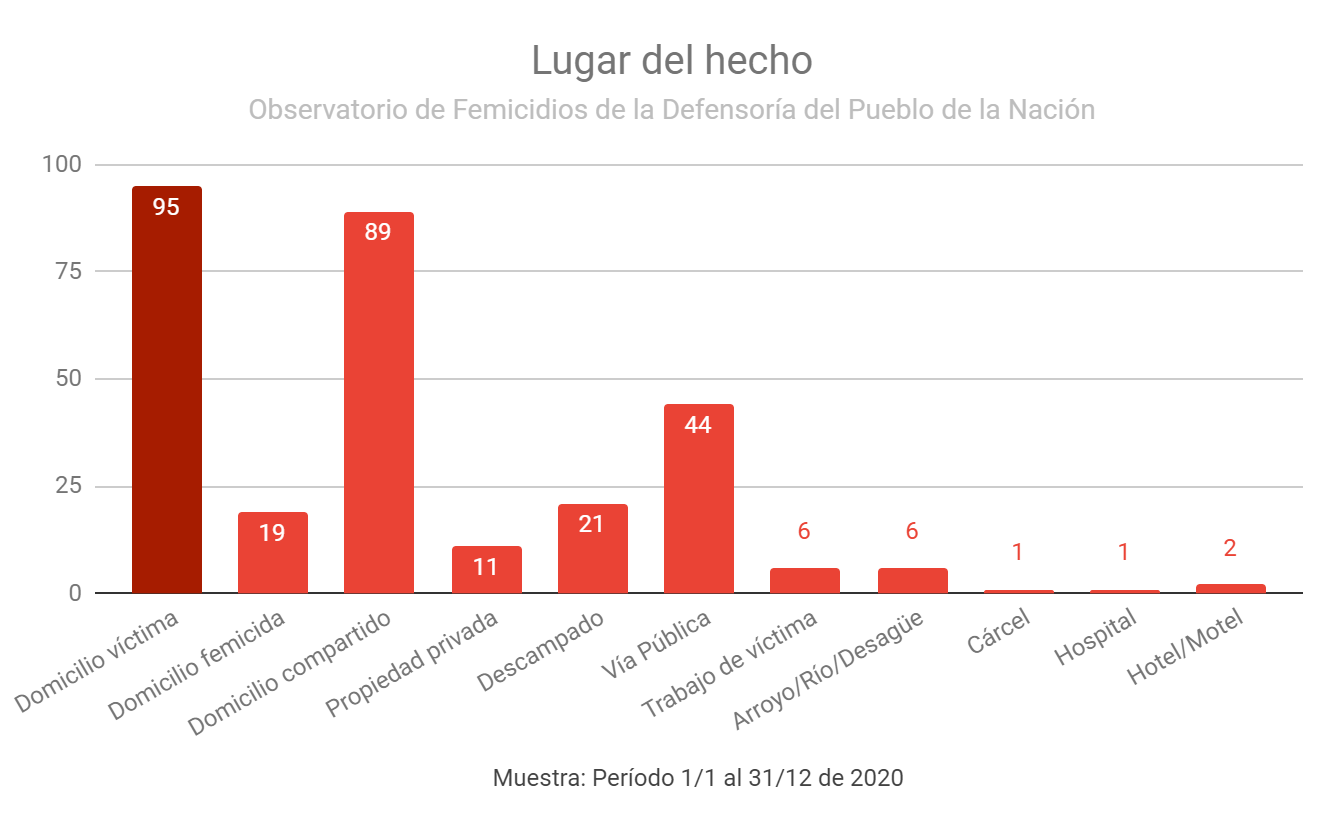 Lugar del hecho
Observatorio de Femicidios de la Defensoría del Pueblo de la Nación
100
75
50
25
0
95
19
89
11
21
44
6
6
1
1
2
Domicilio víctima
Domicilio femicida
Domicilio compartido
Propiedad privada
Descampado
Vía Pública
Trabajo de víctima
Arroyo/Río/Desagüe
Cárcel
Hospital
Hotel/Motel
Muestra: Período 1/1 al 31/12 de 2020